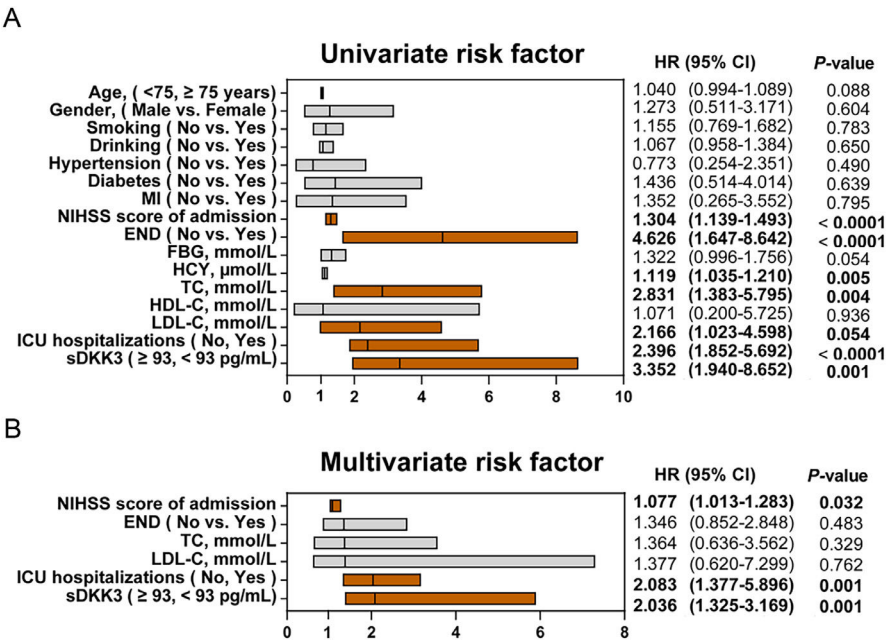 A
Univariate risk factor HR (95% CI) P-value
Age, ( <75, ≥ 75 years) 1.040 (0.994-1.089) 0.088
Gender, ( Male vs. Female ) 1.273 (0.511-3.171) 0.604
Smoking ( No vs. Yes ) 1.155 (0.769-1.682) 0.783
Drinking ( No vs. Yes ) 1.067 (0.958-1.384) 0.650
Hypertension ( No vs. Yes ) 0.773 (0.254-2.351) 0.490
Diabetes ( No vs. Yes ) 1.436 (0.514-4.014) 0.639
MI ( No vs. Yes ) 1.352 (0.265-3.552) 0.795
NIHSS score of admission 1.304 (1.139-1.493) < 0.0001
END ( No vs. Yes ) 4.626 (1.647-8.642) < 0.0001
FBG, mmol/L 1.322 (0.996-1.756) 0.054
HCY, μmol/L 1.119 (1.035-1.210) 0.005
TC, mmol/L 2.831 (1.383-5.795) 0.004
HDL-C, mmol/L 1.071 (0.200-5.725) 0.936
LDL-C, mmol/L 2.166 (1.023-4.598) 0.054
ICU hospitalizations ( No, Yes ) 2.396 (1.852-5.692) < 0.0001
sDKK3 ( ≥ 93, < 93 pg/mL) 3.352 (1.940-8.652) 0.001
0 1 2 4 6 8 10
B
Multivariate risk factor HR (95% CI) P-value
NIHSS score of admission 1.077 (1.013-1.283) 0.032
END ( No vs. Yes ) 1.346 (0.852-2.848) 0.483
TC, mmol/L 1.364 (0.636-3.562) 0.329
LDL-C, mmol/L 1.377 (0.620-7.299) 0.762
ICU hospitalizations ( No, Yes ) 2.083 (1.377-5.896) 0.001
sDKK3 ( ≥ 93, < 93 pg/mL) 2.036 (1.325-3.169) 0.001
0 1 2 4 6 8